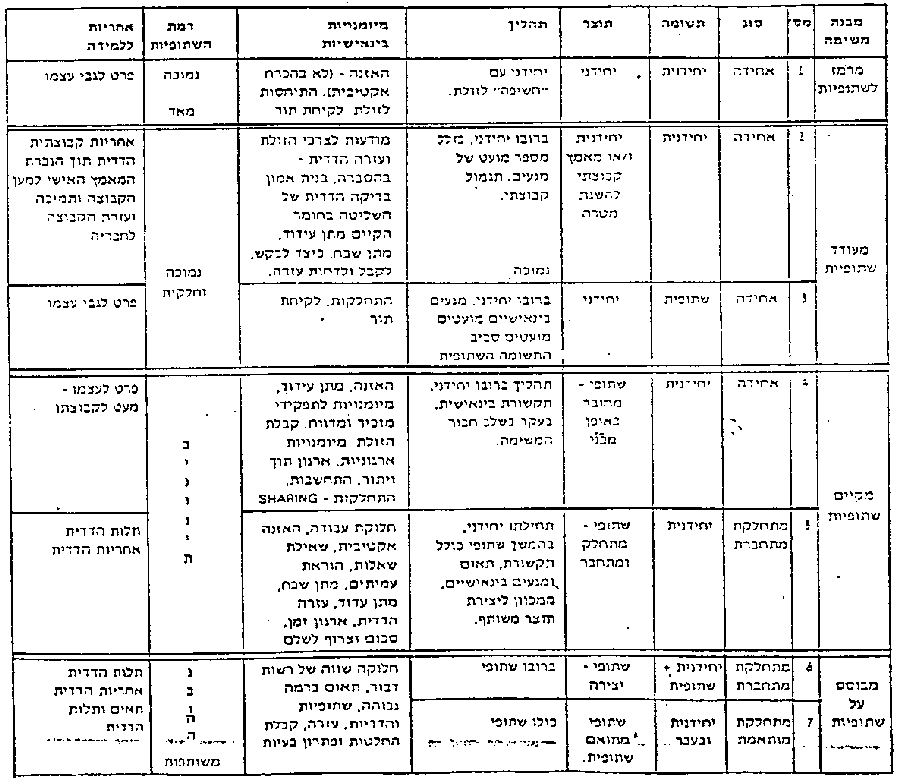 מבנה משימה | מס' | סוג | תשומה | תוצר | תהליך | מיומנויות בינאישיות | רמת השתופיות | אחריות ללמידה
מרמז לשתופיות | 1 | אחידה | יחידנית | יחידני | יחידני עם "חשיפה" לזולת. | האזנה - (לא בהכרח אקטיבית). התיחסות לזולת. לקיחת תור | נמוכה מאד | פרט לגבי עצמו
מעודד שתופיות | 2 | אחידה | יחידנית | יחידנית ו/או מאמץ קבוצתי להשגת מטרה | ברובו יחידני, כולל מספר מועט של מגעים. תגמול קבוצתי. נמוכה | מודעות לצרכי הזולת ועזרה הדדית - בהסברה, בנית אמון בדיקה הדדית של השליטה בחומר הקיים מתן עידוד, מתן שבח, כיצד לבקש, לקבל ולדחות עזרה. | נמוכה וחלקית | אחריות קבוצתית הדדית תוך הגברת המאמץ האישי למען הקבוצה ותמיכה ועזרת הקבוצה לחבריה
3 | אחידה | שתופית | יחידני | ברובו יחידני, מגעים בינאישיים מועטים מועטים סביב התשומה השתופית | התחלקות, לקיחת תור | פרט לגבי עצמו
מקיים שתופיות | 4 | אחידה | יחידנית | שתופי - מחובר באופן מבני | תהליך ברובו יחידני, תקשורת בינאישית, בעקר בשלב חבור המשימה. | האזנה, מתן עידוד, מיומנויות לתפקידי מזכיר ומדווח, קבלת הזולת מיומנויות ארגוניות, ארגון תוך ויתור, התחשבות, התחלקות - SHARING | בינונית | פרט לעצמו - מעט לקבוצתו
5 | מתחלקת מתחברת | יחידנית | שתופי - מתחלק ומתחבר | תחילתו יחידני, בהמשך שתופי כולל תקשורת, תאום ומגעים בינאישיים, המכוון ליצירת תוצר משותף. | חלוקת עבודה, האזנה אקטיבית, שאילת שאלות, הוראת עמיתים, מתן שבח, מתן עדוד, עזרה הדדית, ארגון זמן, סכום וצרוף לשלם | תלות הדדית אחריות הדדית
מבוסס על שתופיות | 6 | מתחלקת מתחברת | יחידנית + שתופית | שתופי - יצירה | ברובו שתופי | חלוקה שווה של רשות דבור, תאום ברמה גבוהה, שתופיות והדדיות, עזרה, קבלת החלטית ופתרון בעיות | גבוהה | תלות הדדית אחריות הדדית תאום ותלות הדדית
7 | מתחלקת מותאמת | יחידנית ובעבר | שתופי מתואם שתופית. | כולו שתופי | משותפות